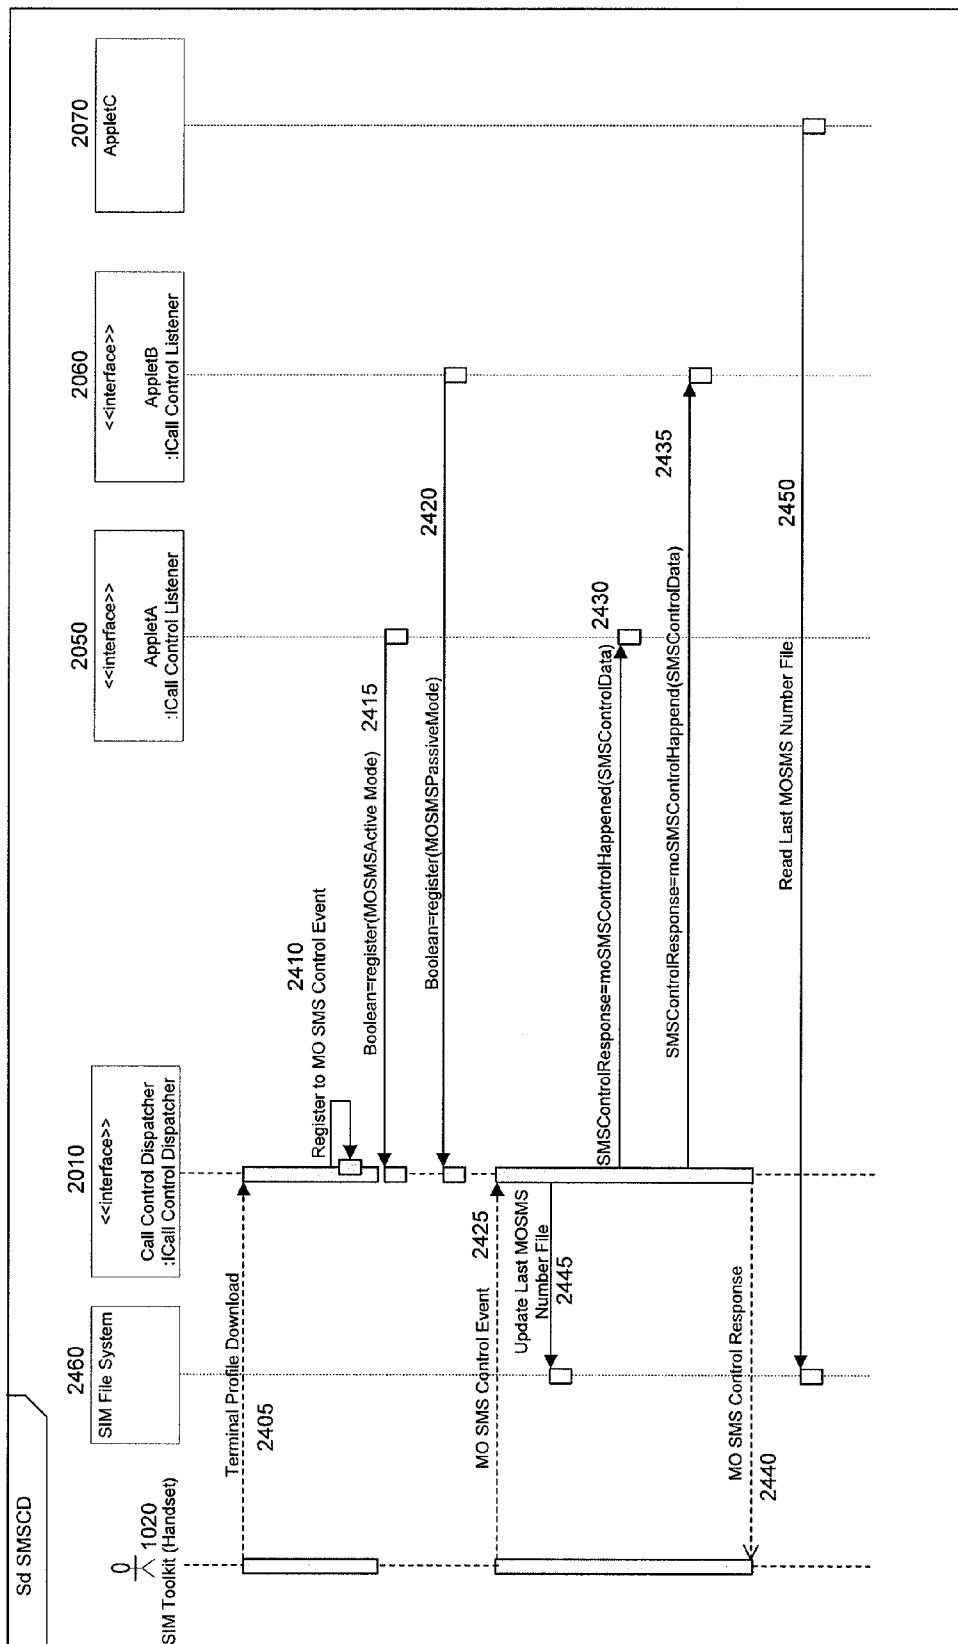 Sd SMSCD
1020
SIM Toolkit (Handset)
2460
SIM File System
2010
<<interface>>
Call Control Dispatcher
:ICall Control Dispatcher
2050
<<interface>>
AppletA
:ICall Control Listener
2060
<<interface>>
AppletB
:ICall Control Listener
2070
AppletC
Terminal Profile Download
2405
2410
Register to MO SMS Control Event
Boolean=register(MOSMSActive Mode) 2415
Boolean=register(MOSMSPassiveMode)
2420
MO SMS Control Event
2425
Update Last MOSMS
Number File
2445
SMSControlResponse=moSMSControlHappened(SMSControlData)
2430
SMSControlResponse=moSMSControlHappend(SMSControlData)
2435
MO SMS Control Response
2440
Read Last MOSMS Number File
2450